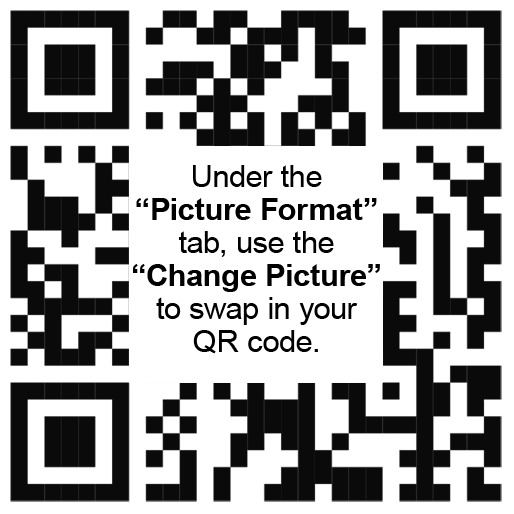 Under the
“Picture Format”
tab, use the
“Change Picture”
to swap in your
QR code.